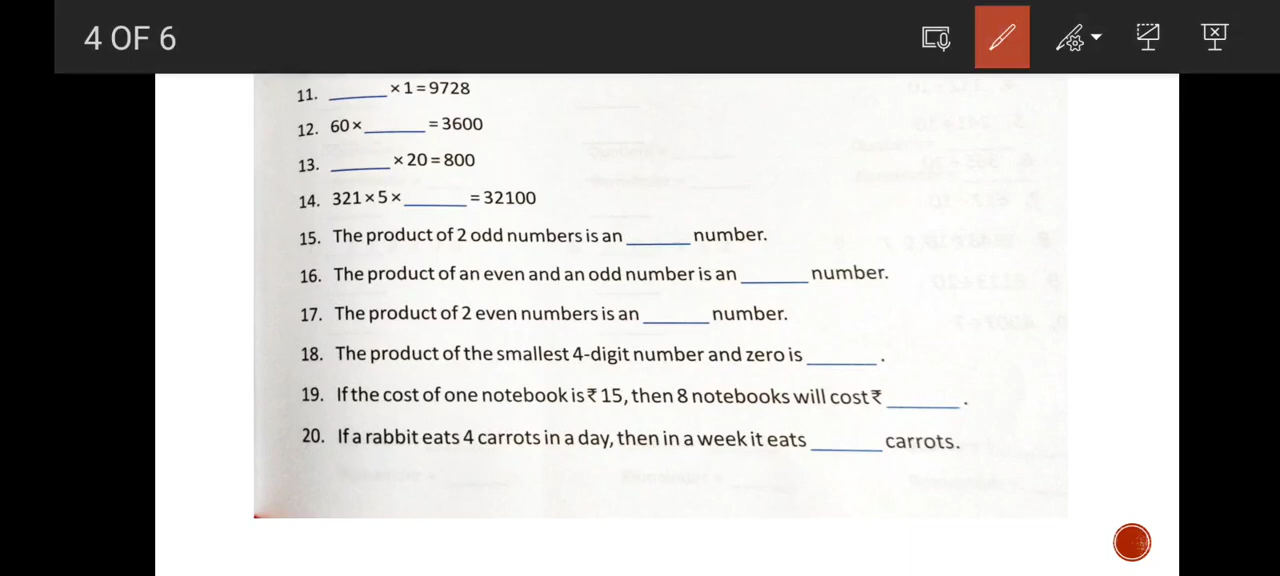 4 OF 6
11. ______ × 1 = 9728
12. 60 × ______ = 3600
13. ______ × 20 = 800
14. 321 × 5 × ______ = 32100
15. The product of 2 odd numbers is an ______ number.
16. The product of an even and an odd number is an ______ number.
17. The product of 2 even numbers is an ______ number.
18. The product of the smallest 4-digit number and zero is ______ .
19. If the cost of one notebook is ₹ 15, then 8 notebooks will cost ₹ ______ .
20. If a rabbit eats 4 carrots in a day, then in a week it eats ______ carrots.